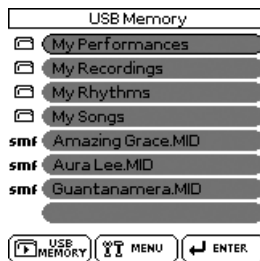 USB Memory
My Performances
My Recordings
My Rhythms
My Songs
smf Amazing Grace.MID
smf Aura Lee.MID
smf Guantanamera.MID
USB MEMORY MENU ENTER